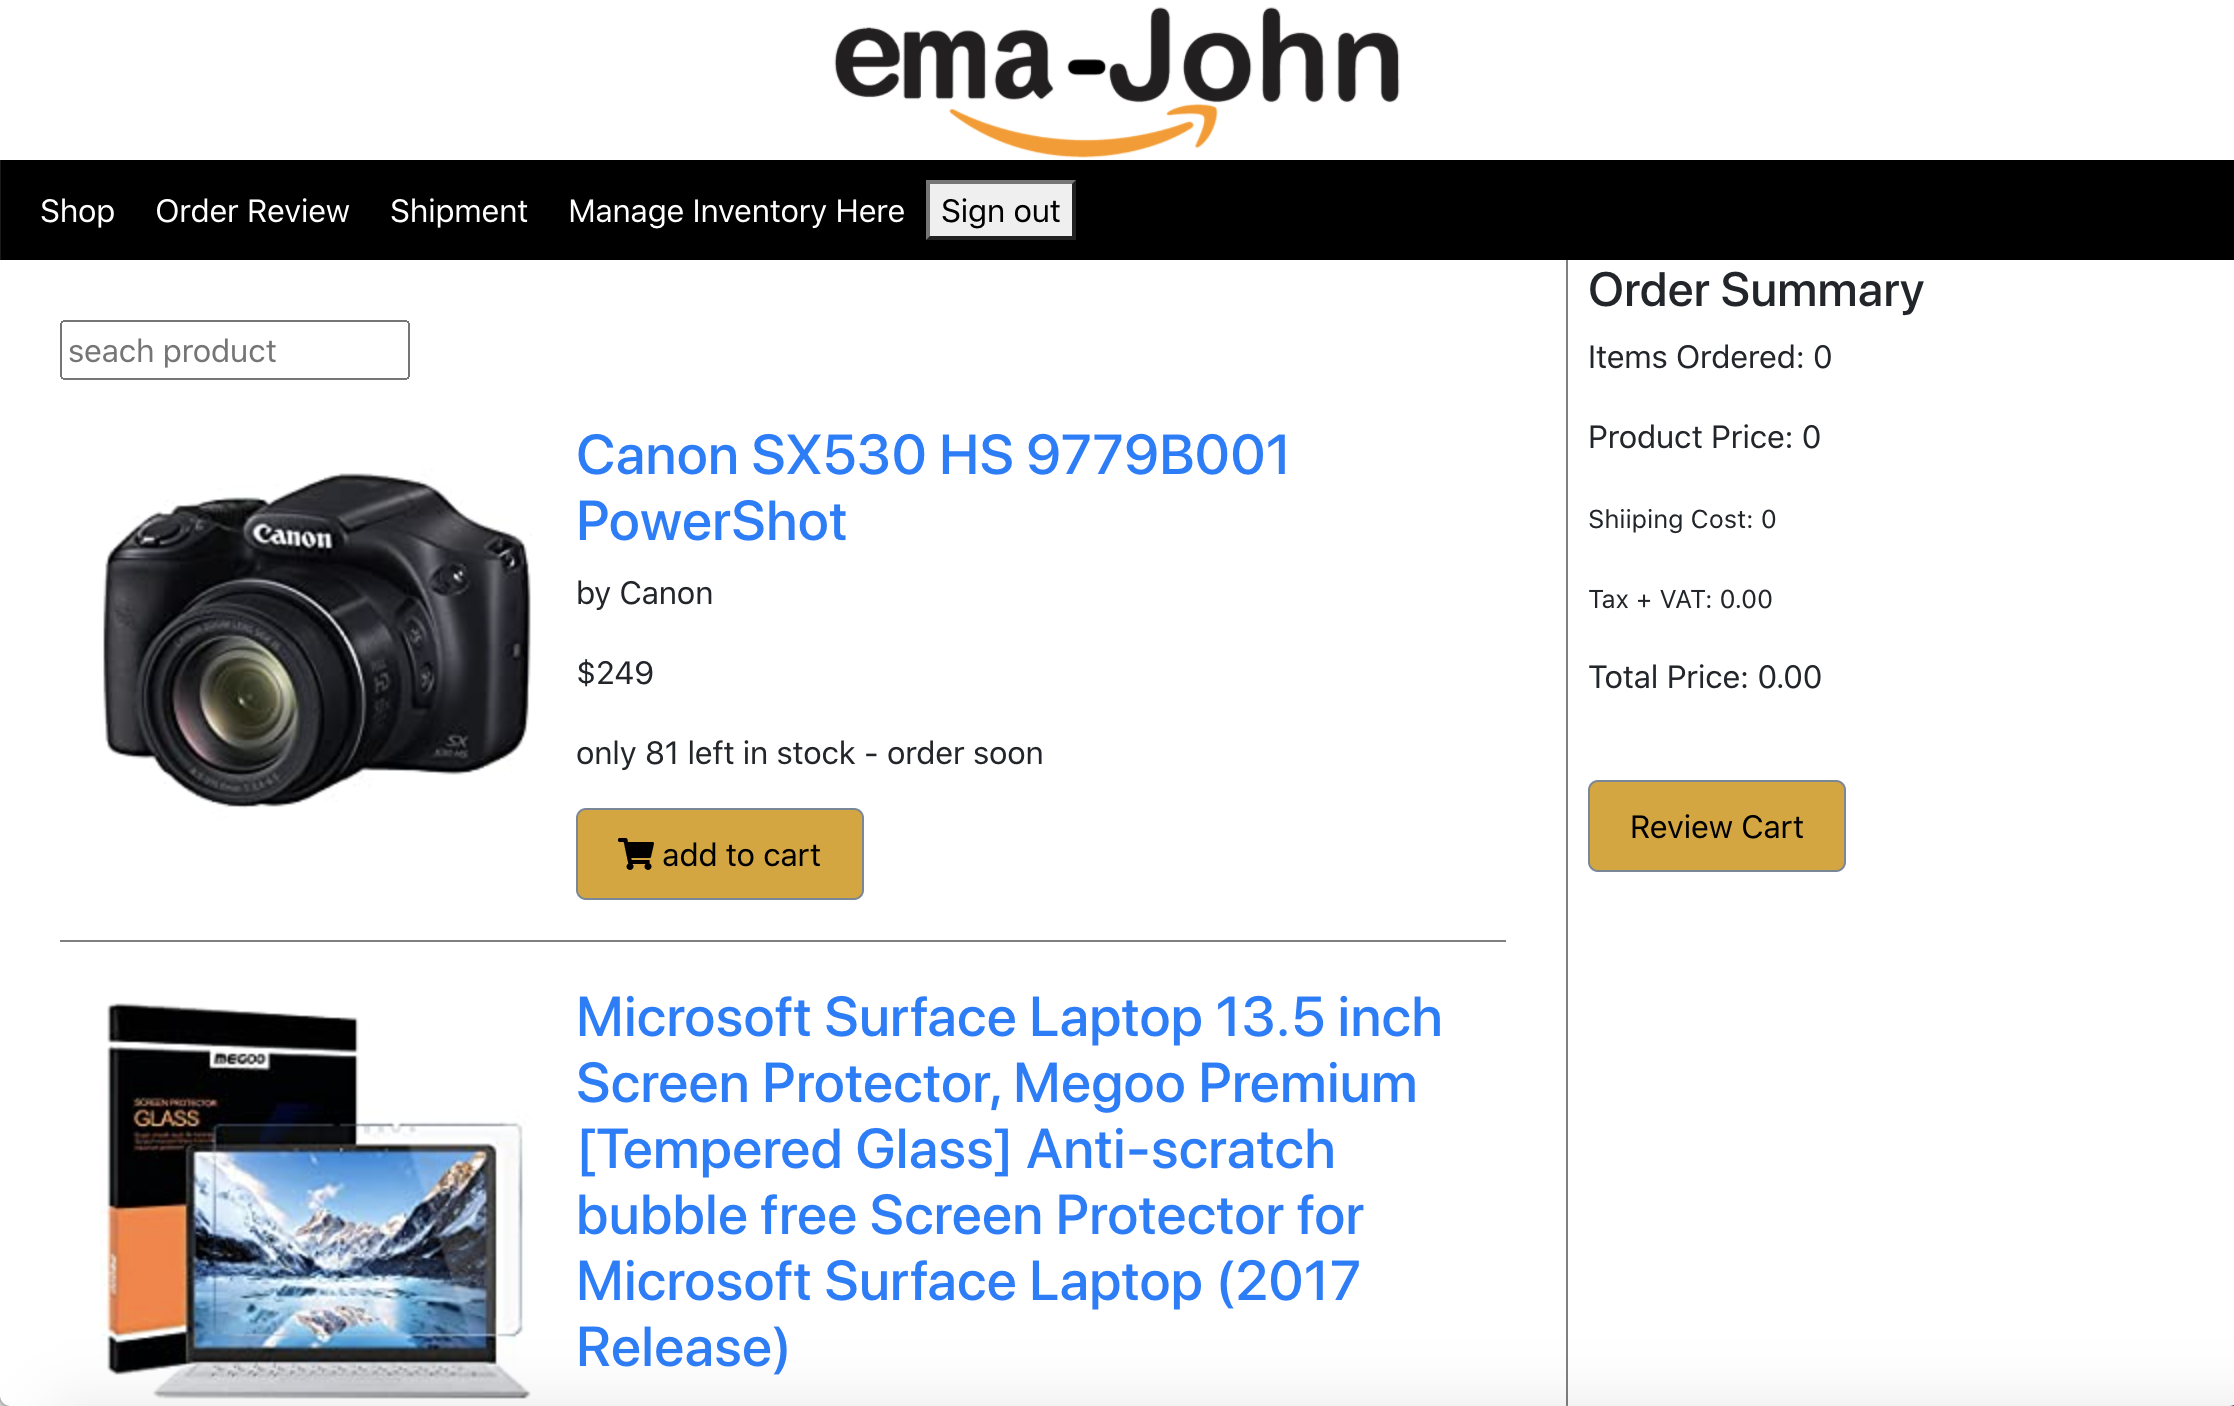 ema-John
Shop Order Review Shipment Manage Inventory Here Sign out
seach product
Canon
Canon SX530 HS 9779B001
PowerShot
by Canon
$249
only 81 left in stock - order soon
add to cart
MEGOO
SCREEN PROTECTOR
GLASS
Microsoft Surface Laptop 13.5 inch
Screen Protector, Megoo Premium
[Tempered Glass] Anti-scratch
bubble free Screen Protector for
Microsoft Surface Laptop (2017
Release)
Order Summary
Items Ordered: 0
Product Price: 0
Shiiping Cost: 0
Tax + VAT: 0.00
Total Price: 0.00
Review Cart